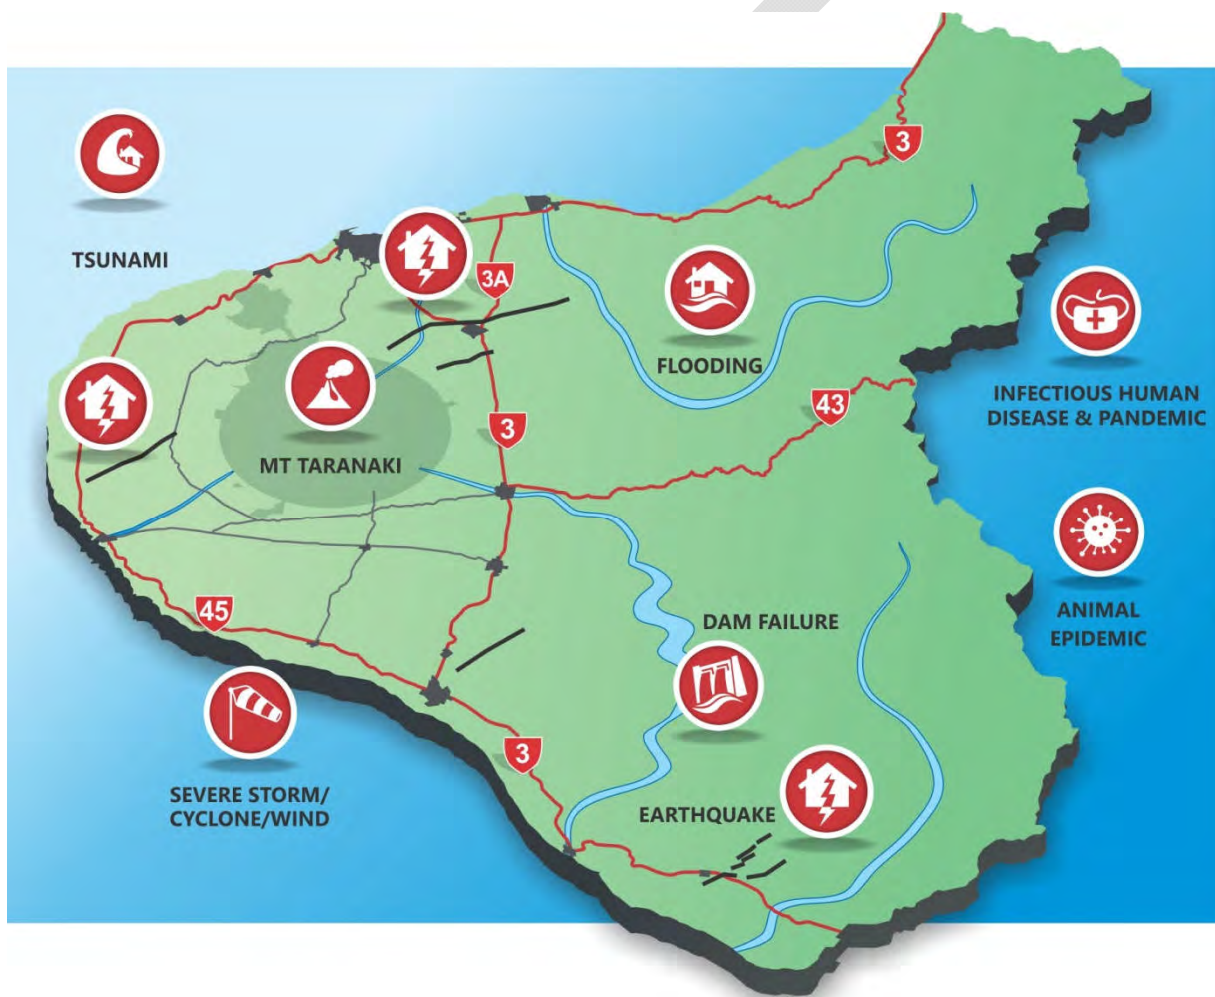 3
TSUNAMI
3A
FLOODING
INFECTIOUS HUMAN
DISEASE & PANDEMIC
43
3
MT TARANAKI
45
DAM FAILURE
ANIMAL
EPIDEMIC
3
SEVERE STORM/
CYCLONE/WIND
EARTHQUAKE